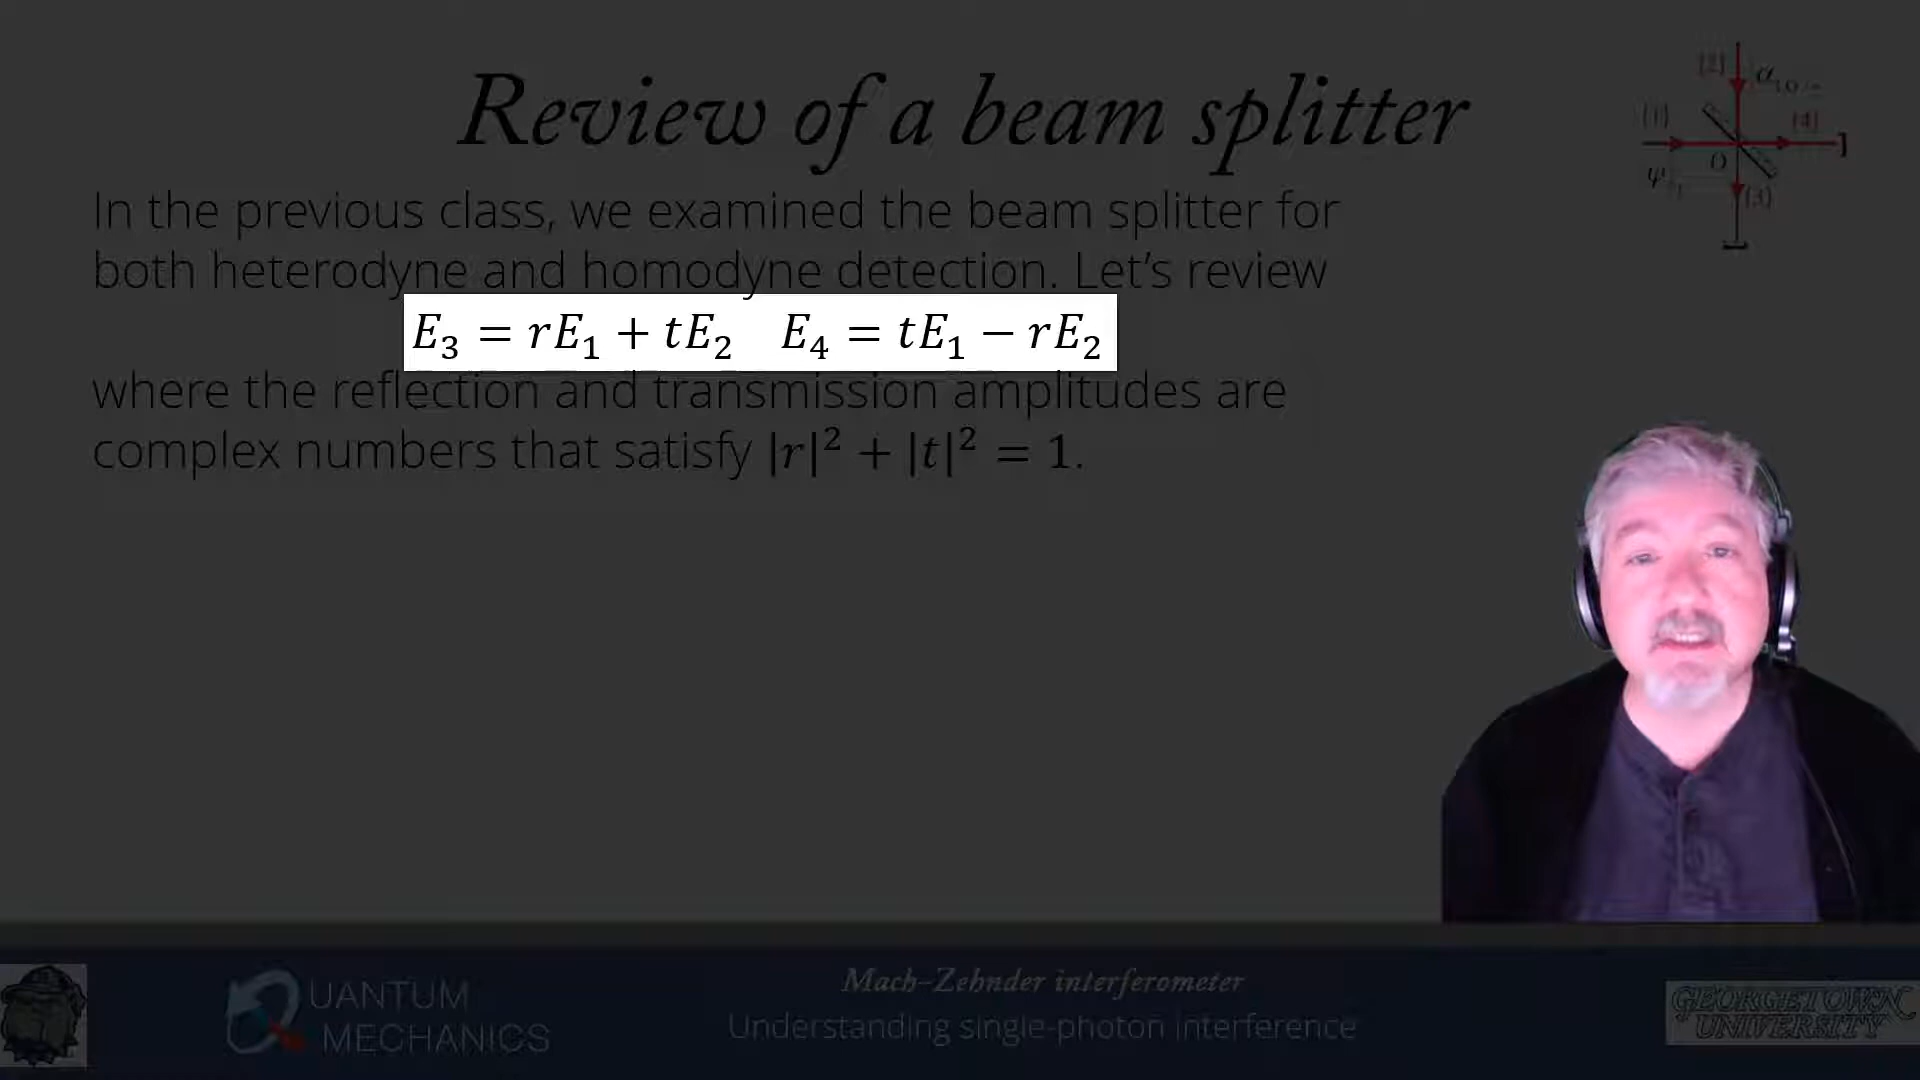 Review of a beam splitter
In the previous class, we examined the beam splitter for
both heterodyne and homodyne detection. Let's review
E₃ = rE₁ + tE₂   E₄ = tE₁ − rE₂
where the reflection and transmission amplitudes are
complex numbers that satisfy |r|² + |t|² = 1.
(2)
(1)
(4)
O
(3)
QUANTUM
MECHANICS
Mach-Zehnder interferometer
Understanding single-photon interference
GEORGETOWN
UNIVERSITY